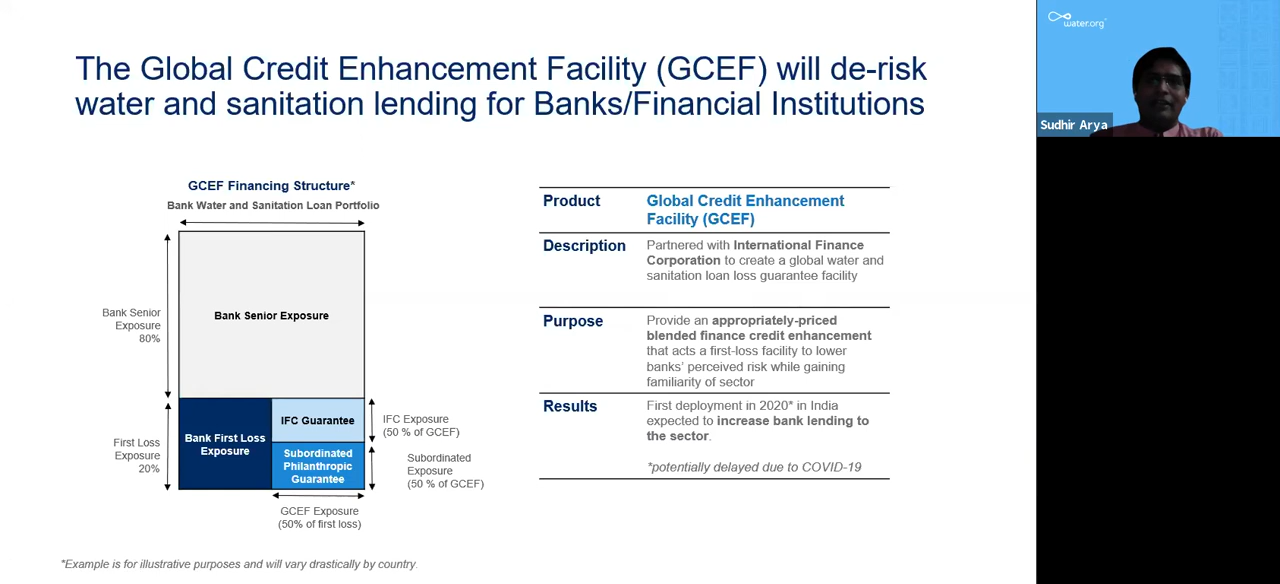 The Global Credit Enhancement Facility (GCEF) will de-risk
water and sanitation lending for Banks/Financial Institutions
GCEF Financing Structure*
Bank Water and Sanitation Loan Portfolio
Bank Senior
Exposure
80%
Bank Senior Exposure
First Loss
Exposure
20%
Bank First Loss
Exposure
IFC Guarantee
Subordinated
Philanthropic
Guarantee
IFC Exposure
(50 % of GCEF)
Subordinated
Exposure
(50 % of GCEF)
GCEF Exposure
(50% of first loss)
Product
Global Credit Enhancement
Facility (GCEF)
Description
Partnered with International Finance
Corporation to create a global water and
sanitation loan loss guarantee facility
Purpose
Provide an appropriately-priced
blended finance credit enhancement
that acts a first-loss facility to lower
banks' perceived risk while gaining
familiarity of sector
Results
First deployment in 2020* in India
expected to increase bank lending to
the sector.
*potentially delayed due to COVID-19
*Example is for illustrative purposes and will vary drastically by country.
water.org
Sudhir Arya